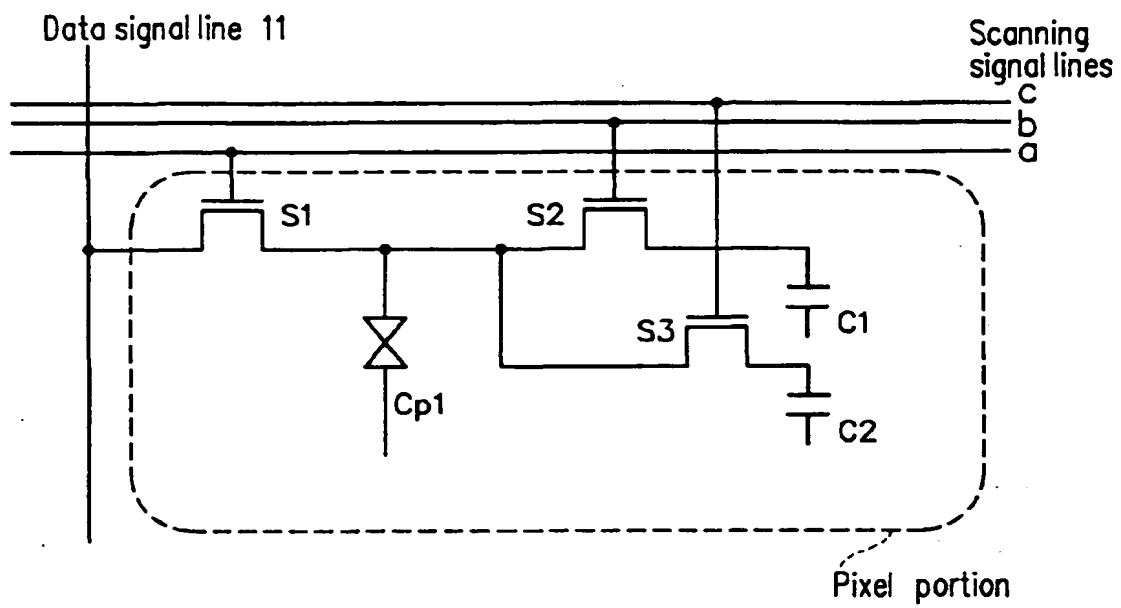 Data signal line 11
Scanning
signal lines
c
b
a
S1
S2
S3
C1
Cp1
C2
Pixel portion